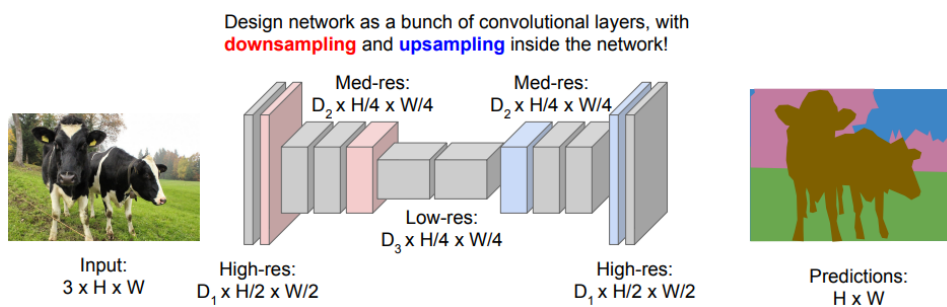 Design network as a bunch of convolutional layers, with
downsampling and upsampling inside the network!
Med-res:
D₂ x H/4 x W/4
Med-res:
D₂ x H/4 x W/4
Low-res:
D₃ x H/4 x W/4
Input:
3 x H x W
High-res:
D₁ x H/2 x W/2
High-res:
D₁ x H/2 x W/2
Predictions:
H x W